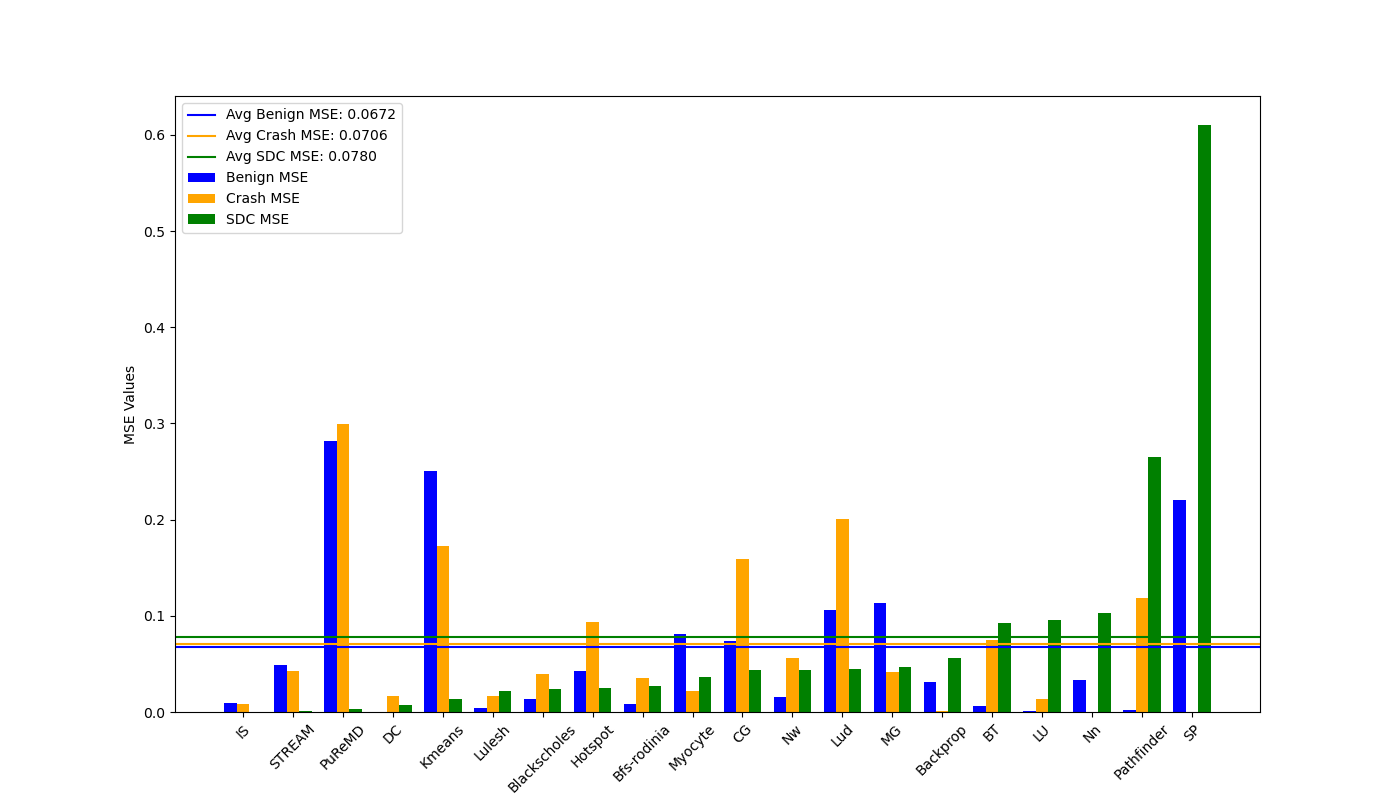 Avg Benign MSE: 0.0672
Avg Crash MSE: 0.0706
Avg SDC MSE: 0.0780
Benign MSE
Crash MSE
SDC MSE
MSE Values
0.6
0.5
0.4
0.3
0.2
0.1
0.0
IS
STREAM
PuReMD
DC
Kmeans
Lulesh
Blackscholes
Hotspot
Bfs-rodinia
Myocyte
CG
Nw
Lud
MG
Backprop
BT
LU
Nn
Pathfinder
SP